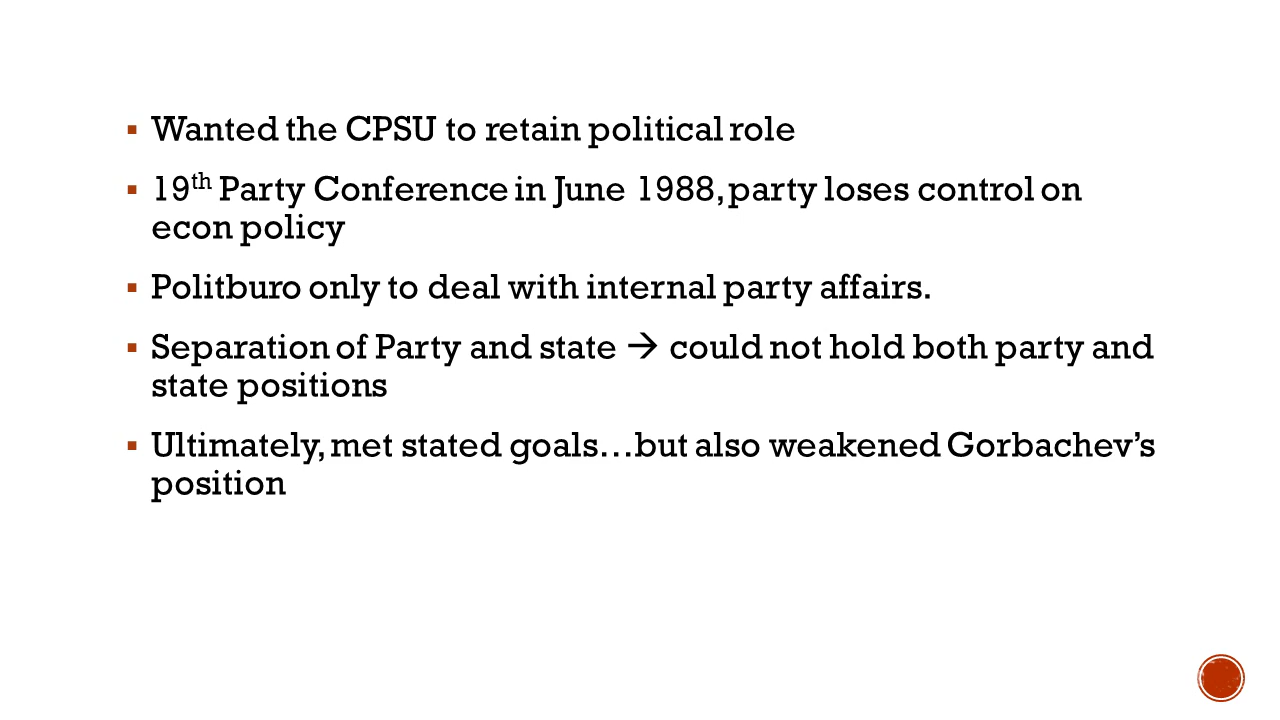 ▪ Wanted the CPSU to retain political role
▪ 19th Party Conference in June 1988, party loses control on
econ policy
▪ Politburo only to deal with internal party affairs.
▪ Separation of Party and state → could not hold both party and
state positions
▪ Ultimately, met stated goals…but also weakened Gorbachev’s
position